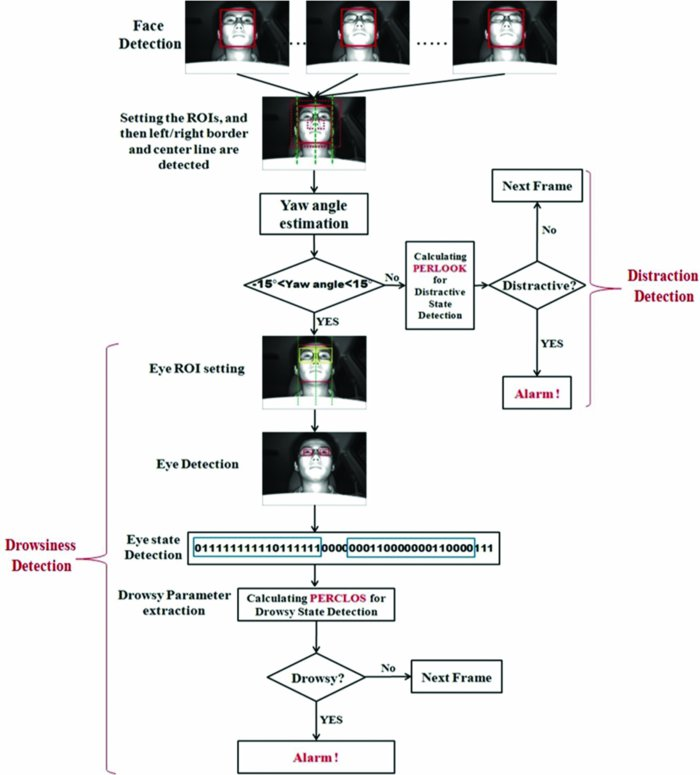 Face
Detection
.... .....
Setting the ROIs, and
then left/right border
and center line are
detected
Yaw angle
estimation
-15°<Yaw angle<15°
No
YES
Calculating
PERLOOK
for
Distractive
State
Detection
Distractive?
No
Next Frame
YES
Alarm!
Distraction
Detection
Eye ROI setting
Eye Detection
Drowsiness
Detection
Eye state
Detection
Drowsy Parameter
extraction
Calculating PERCLOS for
Drowsy State Detection
Drowsy?
No
Next Frame
YES
Alarm!